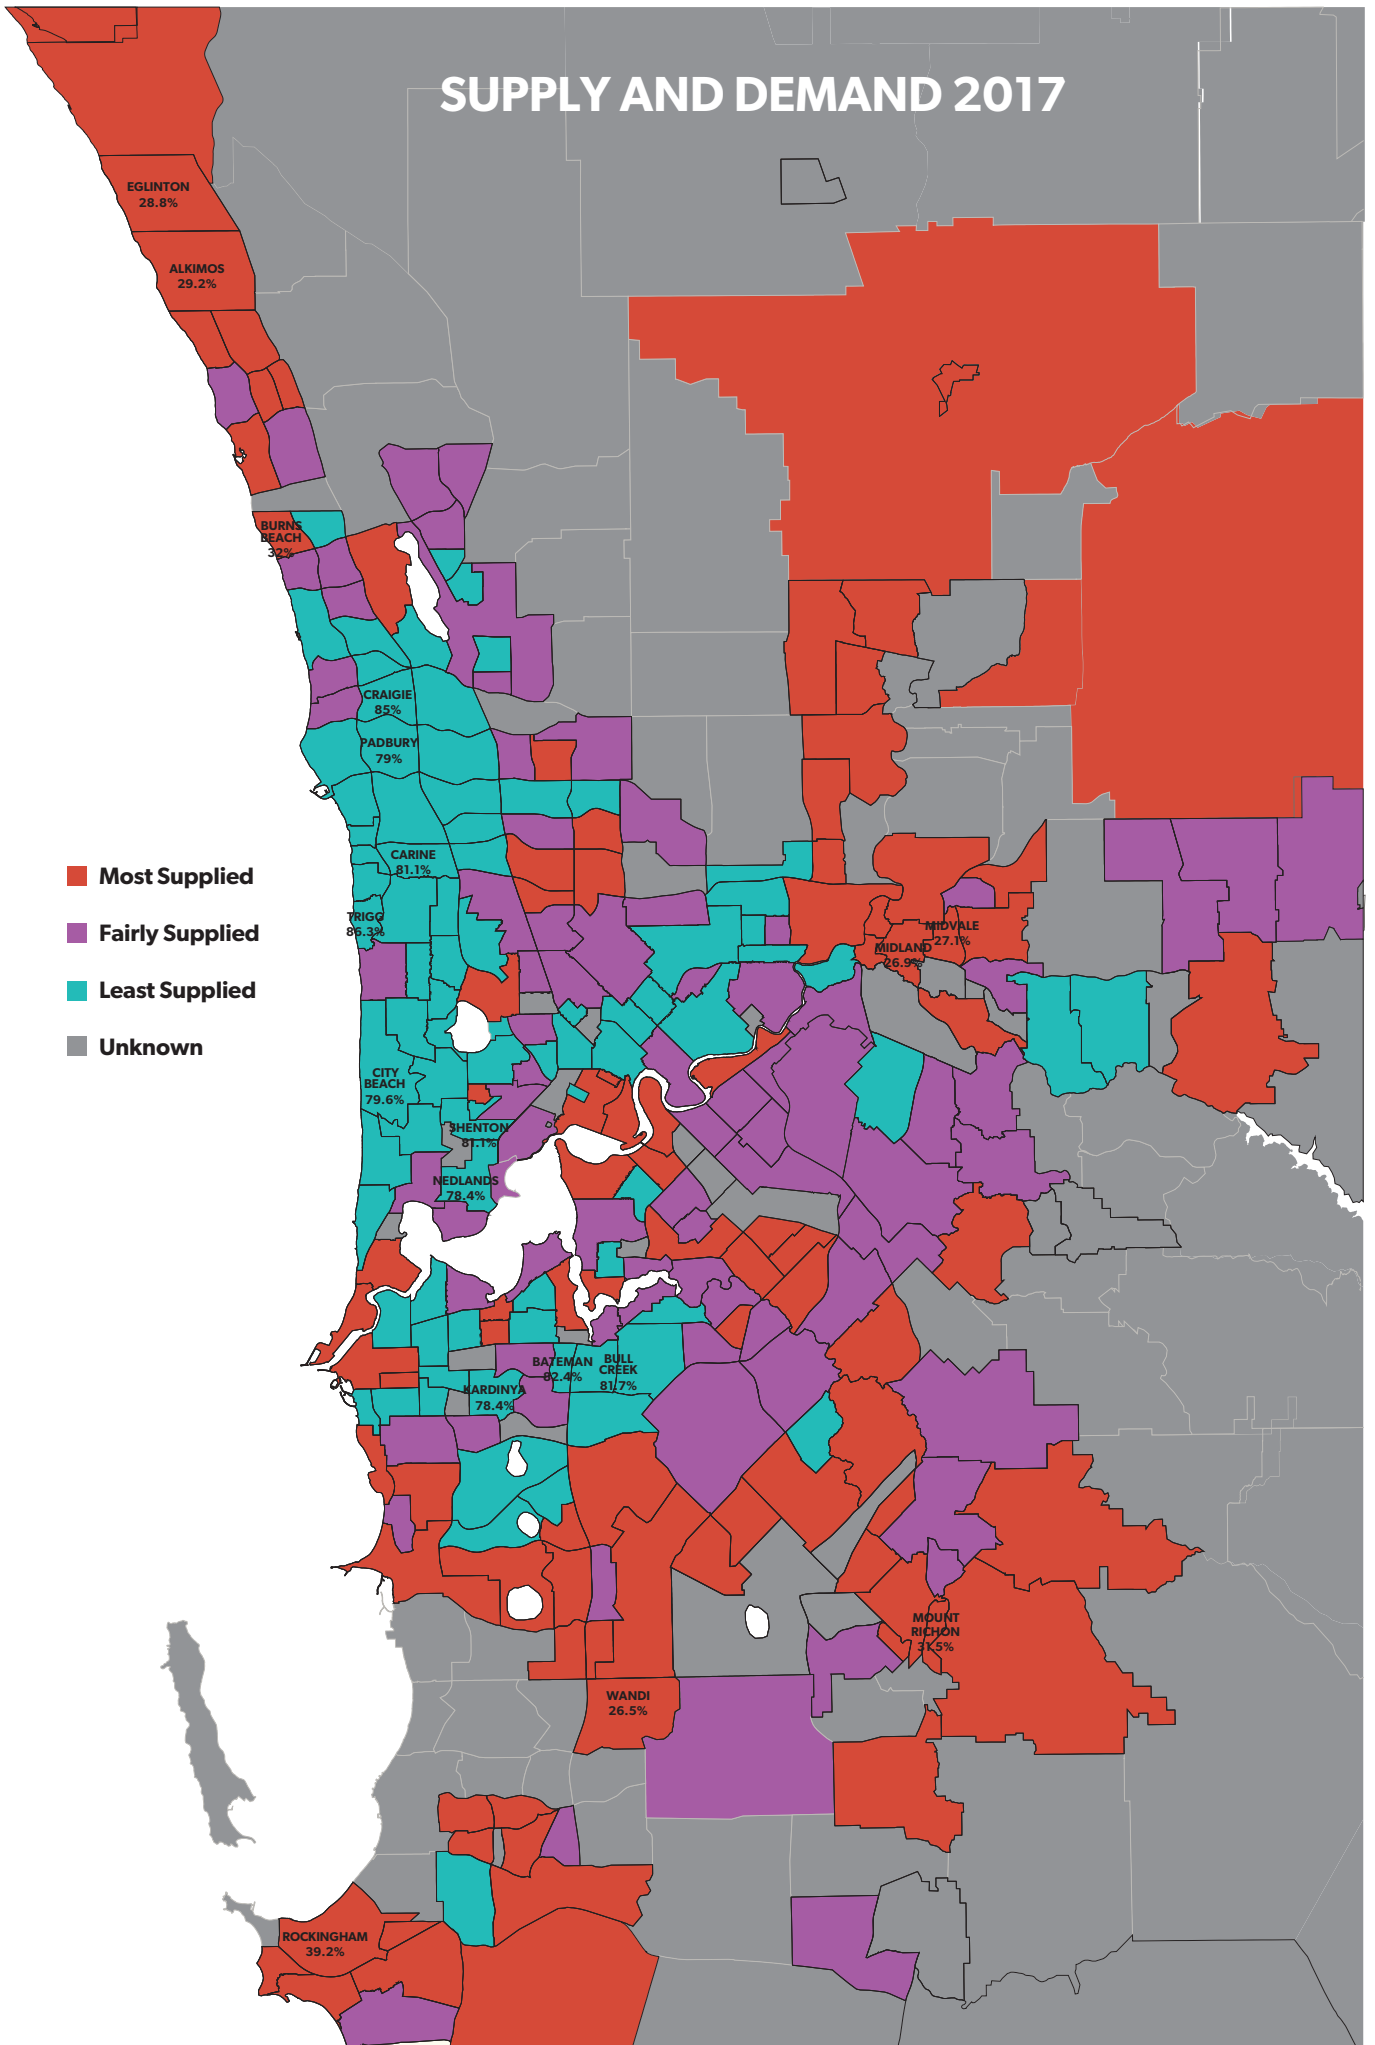 SUPPLY AND DEMAND 2017
EGLINTON
28.8%
ALKIMOS
29.2%
BURNS
BEACH
32%
CRAIGIE
85%
PADBURY
79%
CARINE
81.1%
Most Supplied
Fairly Supplied
Least Supplied
Unknown
TRIGG
86.3%
MIDVALE
27.1%
MIDLAND
26.9%
CITY
BEACH
79.6%
SHENTON
81.1%
NEDLANDS
78.4%
BATEMAN
82.4%
BULL
CREEK
81.7%
KARDINYA
78.4%
MOUNT
RICHON
31.5%
WANDI
26.5%
ROCKINGHAM
39.2%